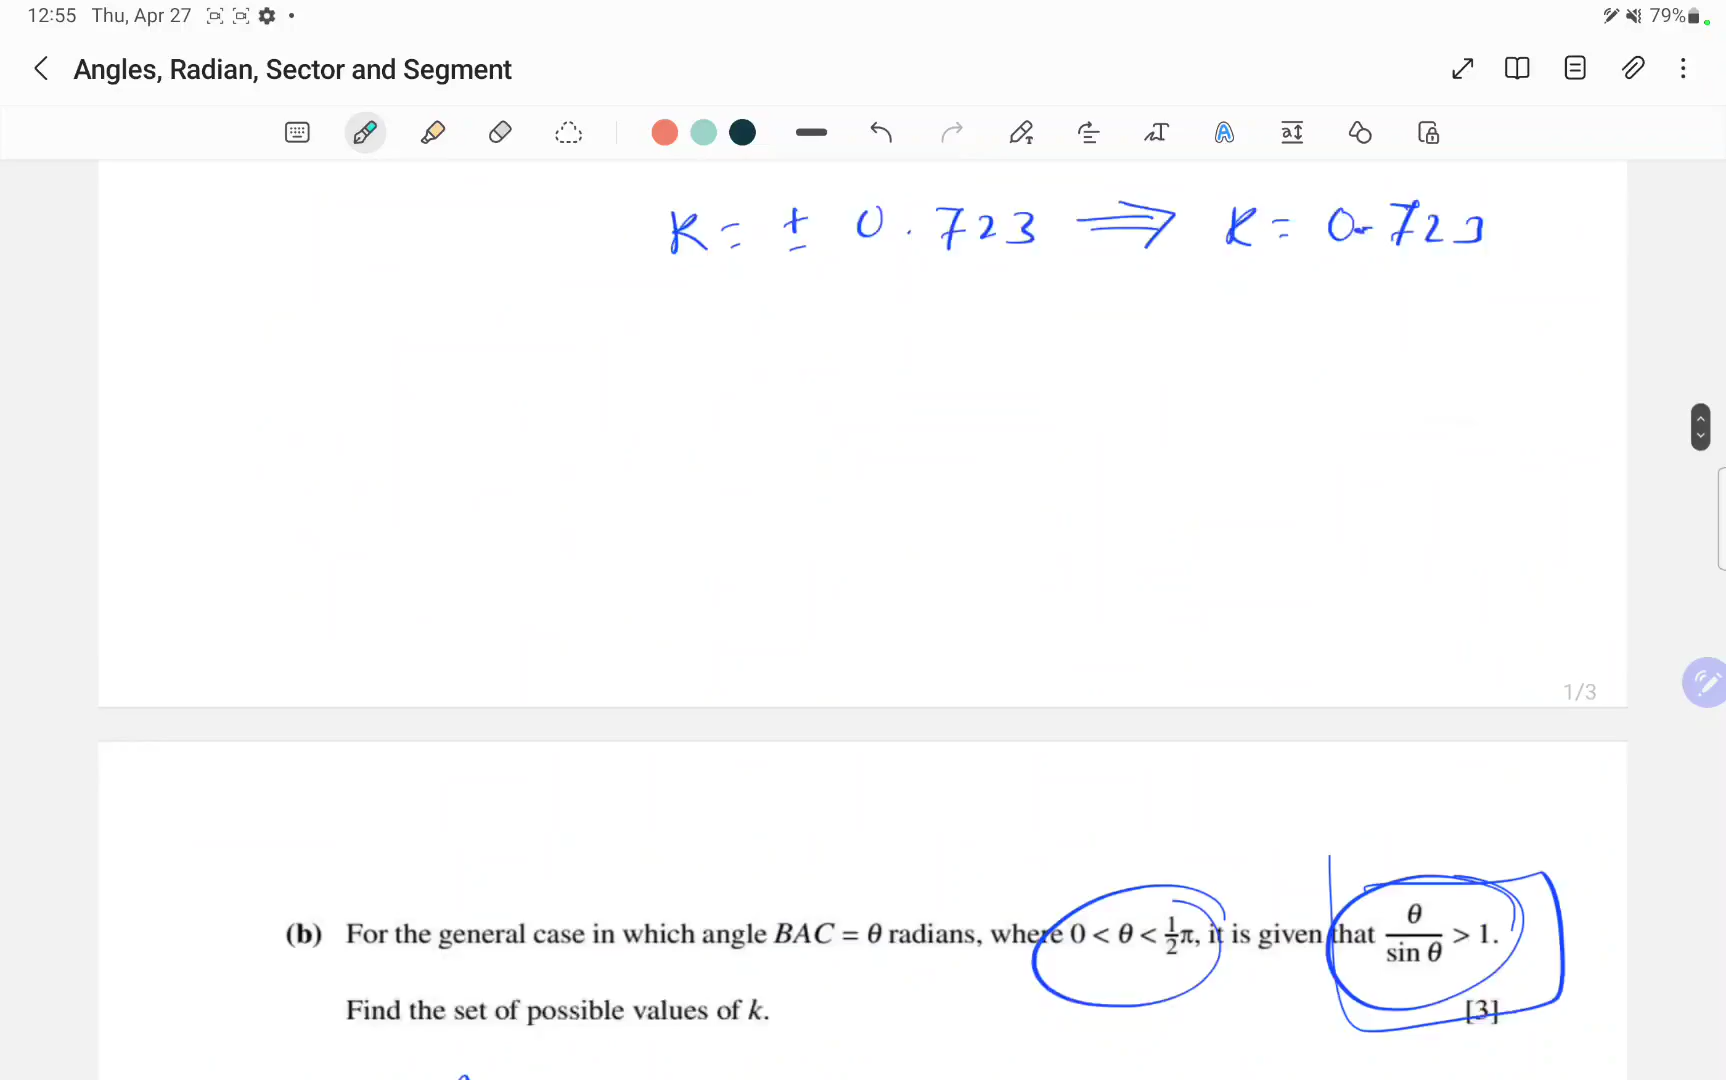 12:55 Thu, Apr 27 79%
Angles, Radian, Sector and Segment
K = ± 0.723 ⟹ K = 0.723
1/3
(b) For the general case in which angle BAC = θ radians, where 0 < θ < ½π, it is given that θ/sin θ > 1.
Find the set of possible values of k. [3]